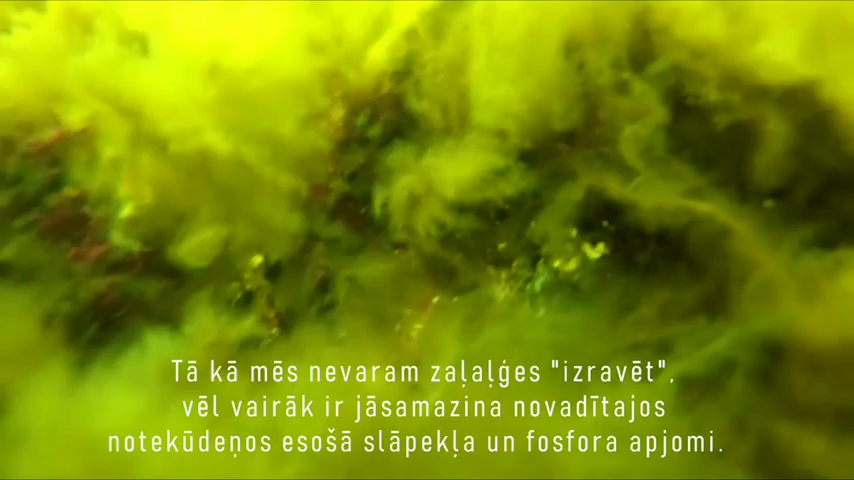 Tā kā mēs nevaram zaļaļģes "izravēt",
vēl vairāk ir jāsamazina novadītajos
notekūdeņos esošā slāpekļa un fosfora apjomi.